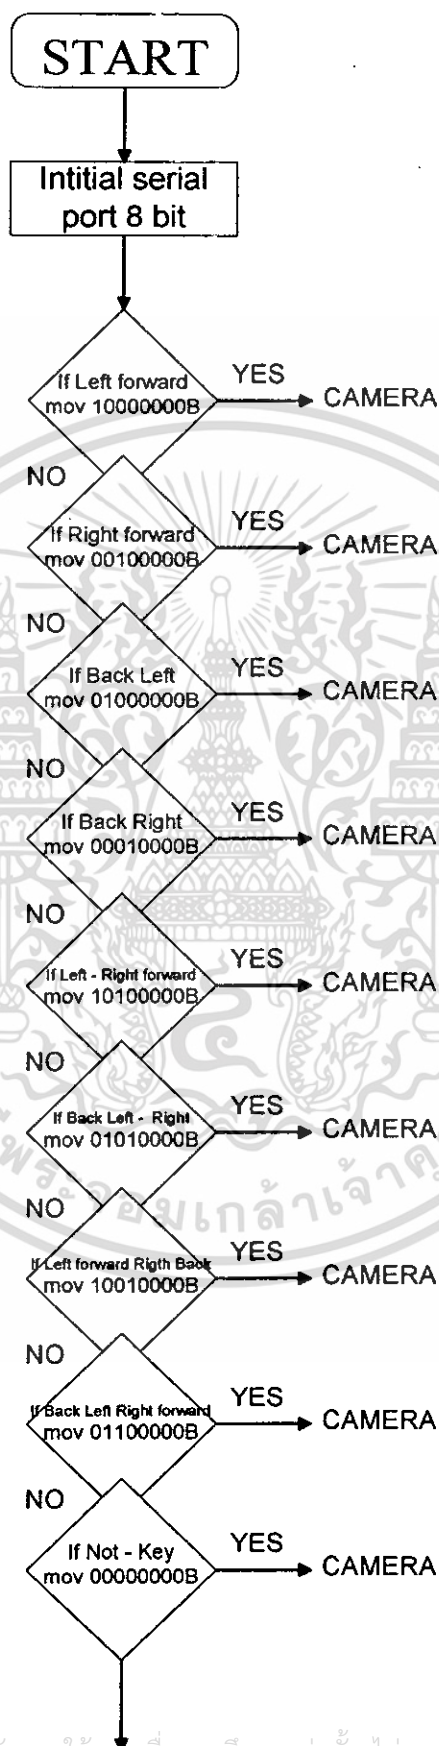 START
Intitial serial
port 8 bit
If Left forward
mov 10000000B
YES
CAMERA
NO
If Right forward
mov 00100000B
YES
CAMERA
NO
If Back Left
mov 01000000B
YES
CAMERA
NO
If Back Right
mov 00010000B
YES
CAMERA
NO
If Left - Right forward
mov 10100000B
YES
CAMERA
NO
If Back Left - Right
mov 01010000B
YES
CAMERA
NO
If Left forward Rigth Back
mov 10010000B
YES
CAMERA
NO
If Back Left Right forward
mov 01100000B
YES
CAMERA
NO
If Not - Key
mov 00000000B
YES
CAMERA